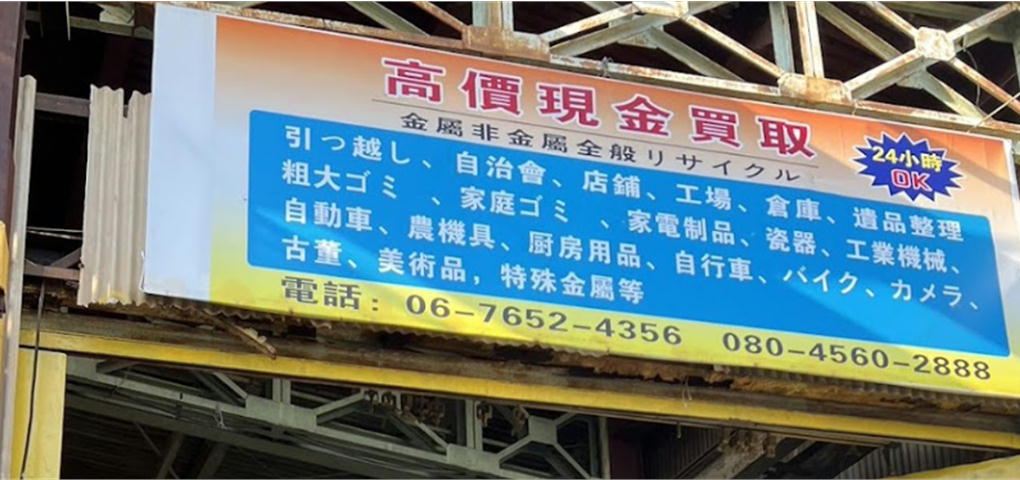 高價現金買取
金屬非金屬全般リサイクル
24小時
OK
引っ越し、自治會、店鋪、工場、倉庫、遺品整理
粗大ゴミ、家庭ゴミ、家電制品、瓷器、工業機械、
自動車、農機具、厨房用品、自行車、バイク、カメラ、
古董、美術品，特殊金屬等
電話：06-7652-4356 080-4560-2888